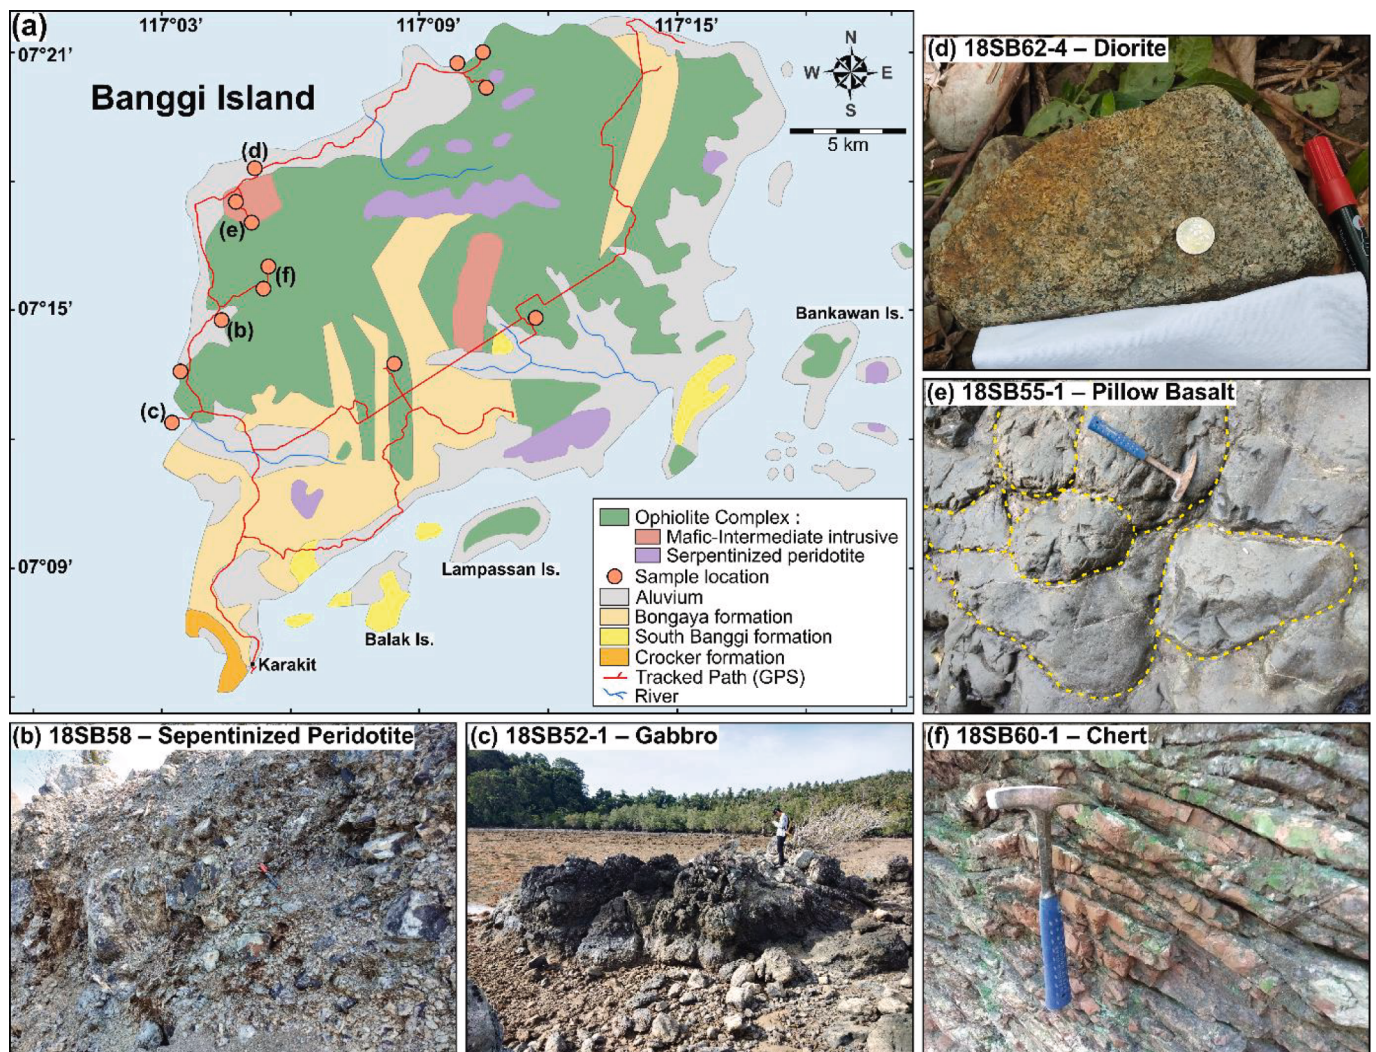 (a)
117°03'
117°09'
117°15'
07°21'
Banggi Island
N
W
E
S
5 km
(d)
(e)
(f)
07°15'
(b)
Bankawan Is.
(c)
07°09'
Lampassan Is.
Balak Is.
Karakit
Ophiolite Complex :
Mafic-Intermediate intrusive
Serpentinized peridotite
Sample location
Aluvium
Bongaya formation
South Banggi formation
Crocker formation
Tracked Path (GPS)
River
(d) 18SB62-4 – Diorite
(e) 18SB55-1 – Pillow Basalt
(b) 18SB58 – Sepentinized Peridotite
(c) 18SB52-1 – Gabbro
(f) 18SB60-1 – Chert